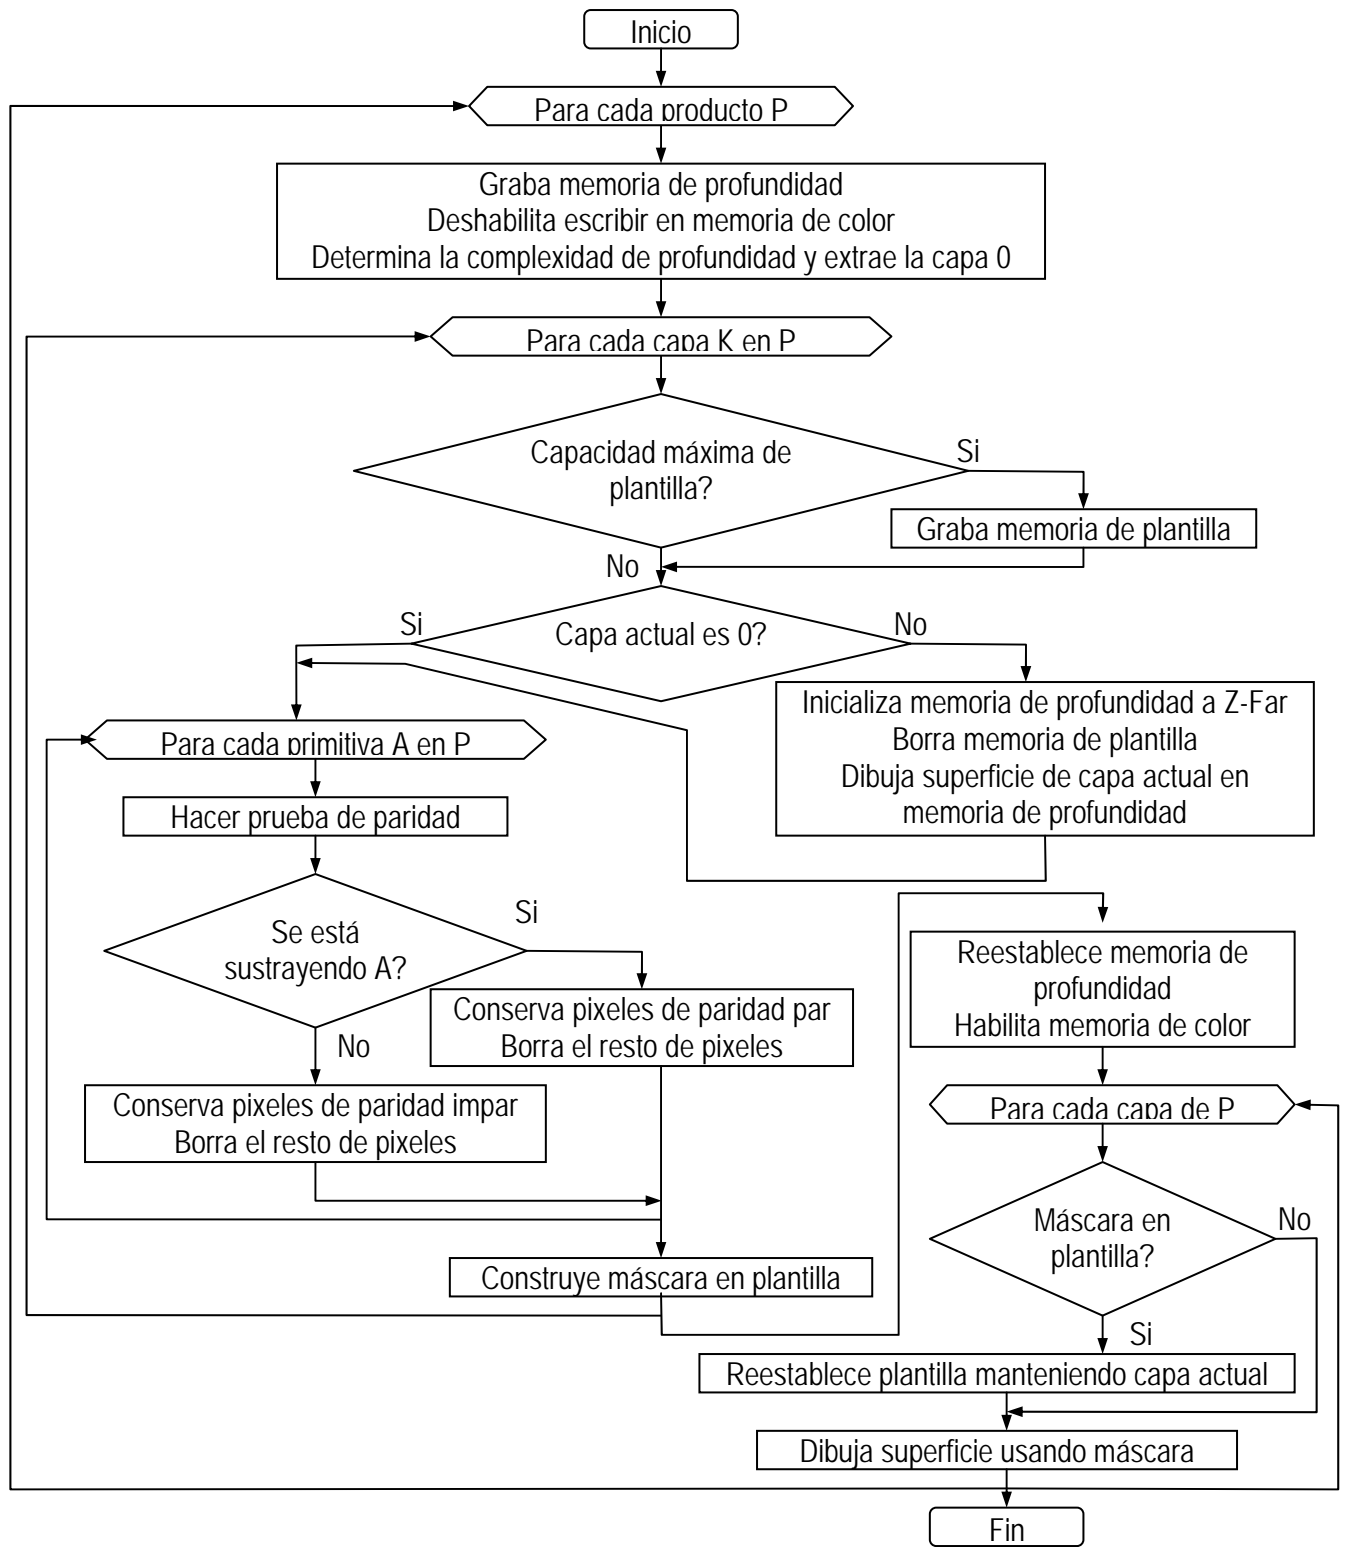 Inicio
Para cada producto P
Graba memoria de profundidad
Deshabilita escribir en memoria de color
Determina la complexidad de profundidad y extrae la capa 0
Para cada capa K en P
Capacidad máxima de
plantilla?
Si
Graba memoria de plantilla
No
Capa actual es 0?
Si
No
Inicializa memoria de profundidad a Z-Far
Borra memoria de plantilla
Dibuja superficie de capa actual en
memoria de profundidad
Para cada primitiva A en P
Hacer prueba de paridad
Se está
sustrayendo A?
Si
Conserva pixeles de paridad par
Borra el resto de pixeles
No
Conserva pixeles de paridad impar
Borra el resto de pixeles
Construye máscara en plantilla
Reestablece memoria de
profundidad
Habilita memoria de color
Para cada capa de P
Máscara en
plantilla?
No
Si
Reestablece plantilla manteniendo capa actual
Dibuja superficie usando máscara
Fin